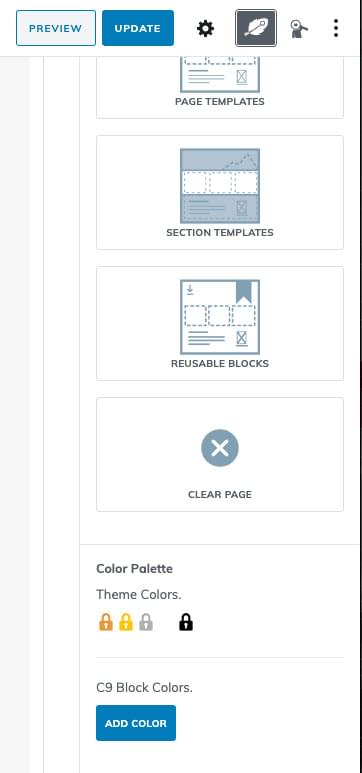 PREVIEW
UPDATE
PAGE TEMPLATES
SECTION TEMPLATES
REUSABLE BLOCKS
CLEAR PAGE
Color Palette
Theme Colors.
C9 Block Colors.
ADD COLOR